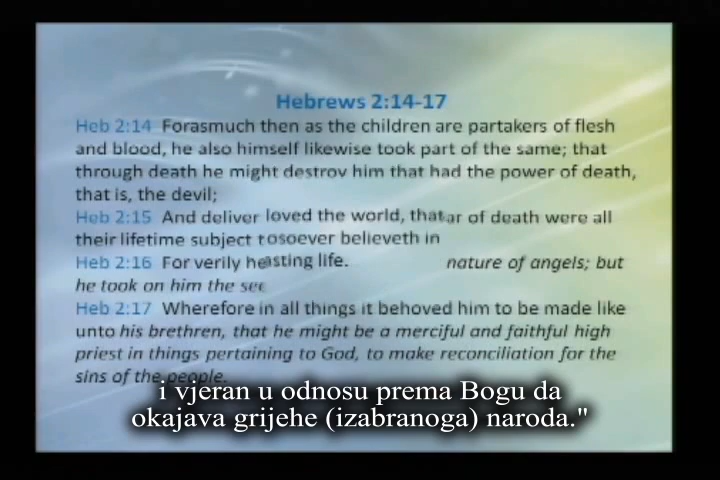 Hebrews 2:14-17
Heb 2:14 Forasmuch then as the children are partakers of flesh
and blood, he also himself likewise took part of the same; that
through death he might destroy him that had the power of death,
that is, the devil;
Heb 2:15 And deliver loved the world, that ar of death were all
their lifetime subject t osoever believeth in
Heb 2:16 For verily he asting life. nature of angels; but
he took on him the see
Heb 2:17 Wherefore in all things it behoved him to be made like
unto his brethren, that he might be a merciful and faithful high
priest in things pertaining to God, to make reconciliation for the
sins of the people.
i vjeran u odnosu prema Bogu da
okajava grijehe (izabranoga) naroda."